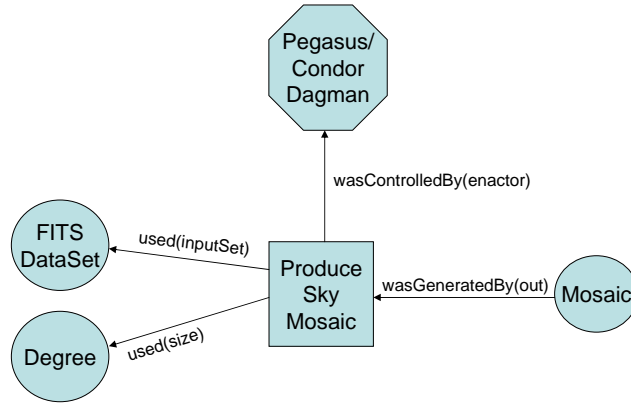 Pegasus/
Condor
Dagman
wasControlledBy(enactor)
FITS
DataSet
used(inputSet)
Produce
Sky
Mosaic
wasGeneratedBy(out)
Mosaic
Degree
used(size)